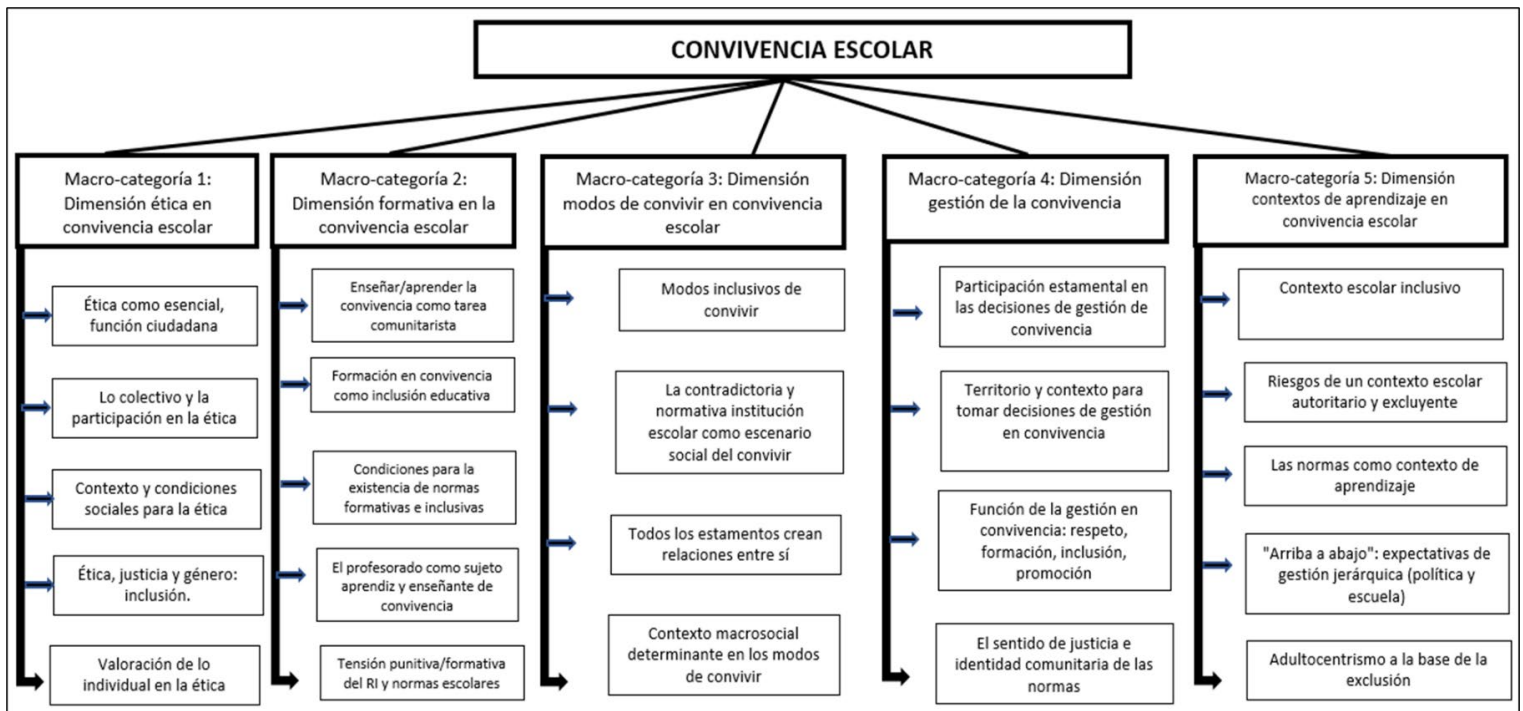 CONVIVENCIA ESCOLAR
Macro-categoría 1:
Dimensión ética en
convivencia escolar
Ética como esencial,
función ciudadana
Lo colectivo y la
participación en la ética
Contexto y condiciones
sociales para la ética
Ética, justicia y género:
inclusión.
Valoración de lo
individual en la ética
Macro-categoría 2:
Dimensión formativa en la
convivencia escolar
Enseñar/aprender la
convivencia como tarea
comunitarista
Formación en convivencia
como inclusión educativa
Condiciones para la
existencia de normas
formativas e inclusivas
El profesorado como sujeto
aprendiz y enseñante de
convivencia
Tensión punitiva/formativa
del RI y normas escolares
Macro-categoría 3: Dimensión
modos de convivir en convivencia
escolar
Modos inclusivos de
convivir
La contradictoria y
normativa institución
escolar como escenario
social del convivir
Todos los estamentos crean
relaciones entre sí
Contexto macrosocial
determinante en los modos
de convivir
Macro-categoría 4: Dimensión
gestión de la convivencia
Participación estamental en
las decisiones de gestión de
convivencia
Territorio y contexto para
tomar decisiones de gestión
en convivencia
Función de la gestión en
convivencia: respeto,
formación, inclusión,
promoción
El sentido de justicia e
identidad comunitaria de las
normas
Macro-categoría 5: Dimensión
contextos de aprendizaje en
convivencia escolar
Contexto escolar inclusivo
Riesgos de un contexto escolar
autoritario y excluyente
Las normas como contexto de
aprendizaje
"Arriba a abajo": expectativas de
gestión jerárquica (política y
escuela)
Adultocentrismo a la base de la
exclusión